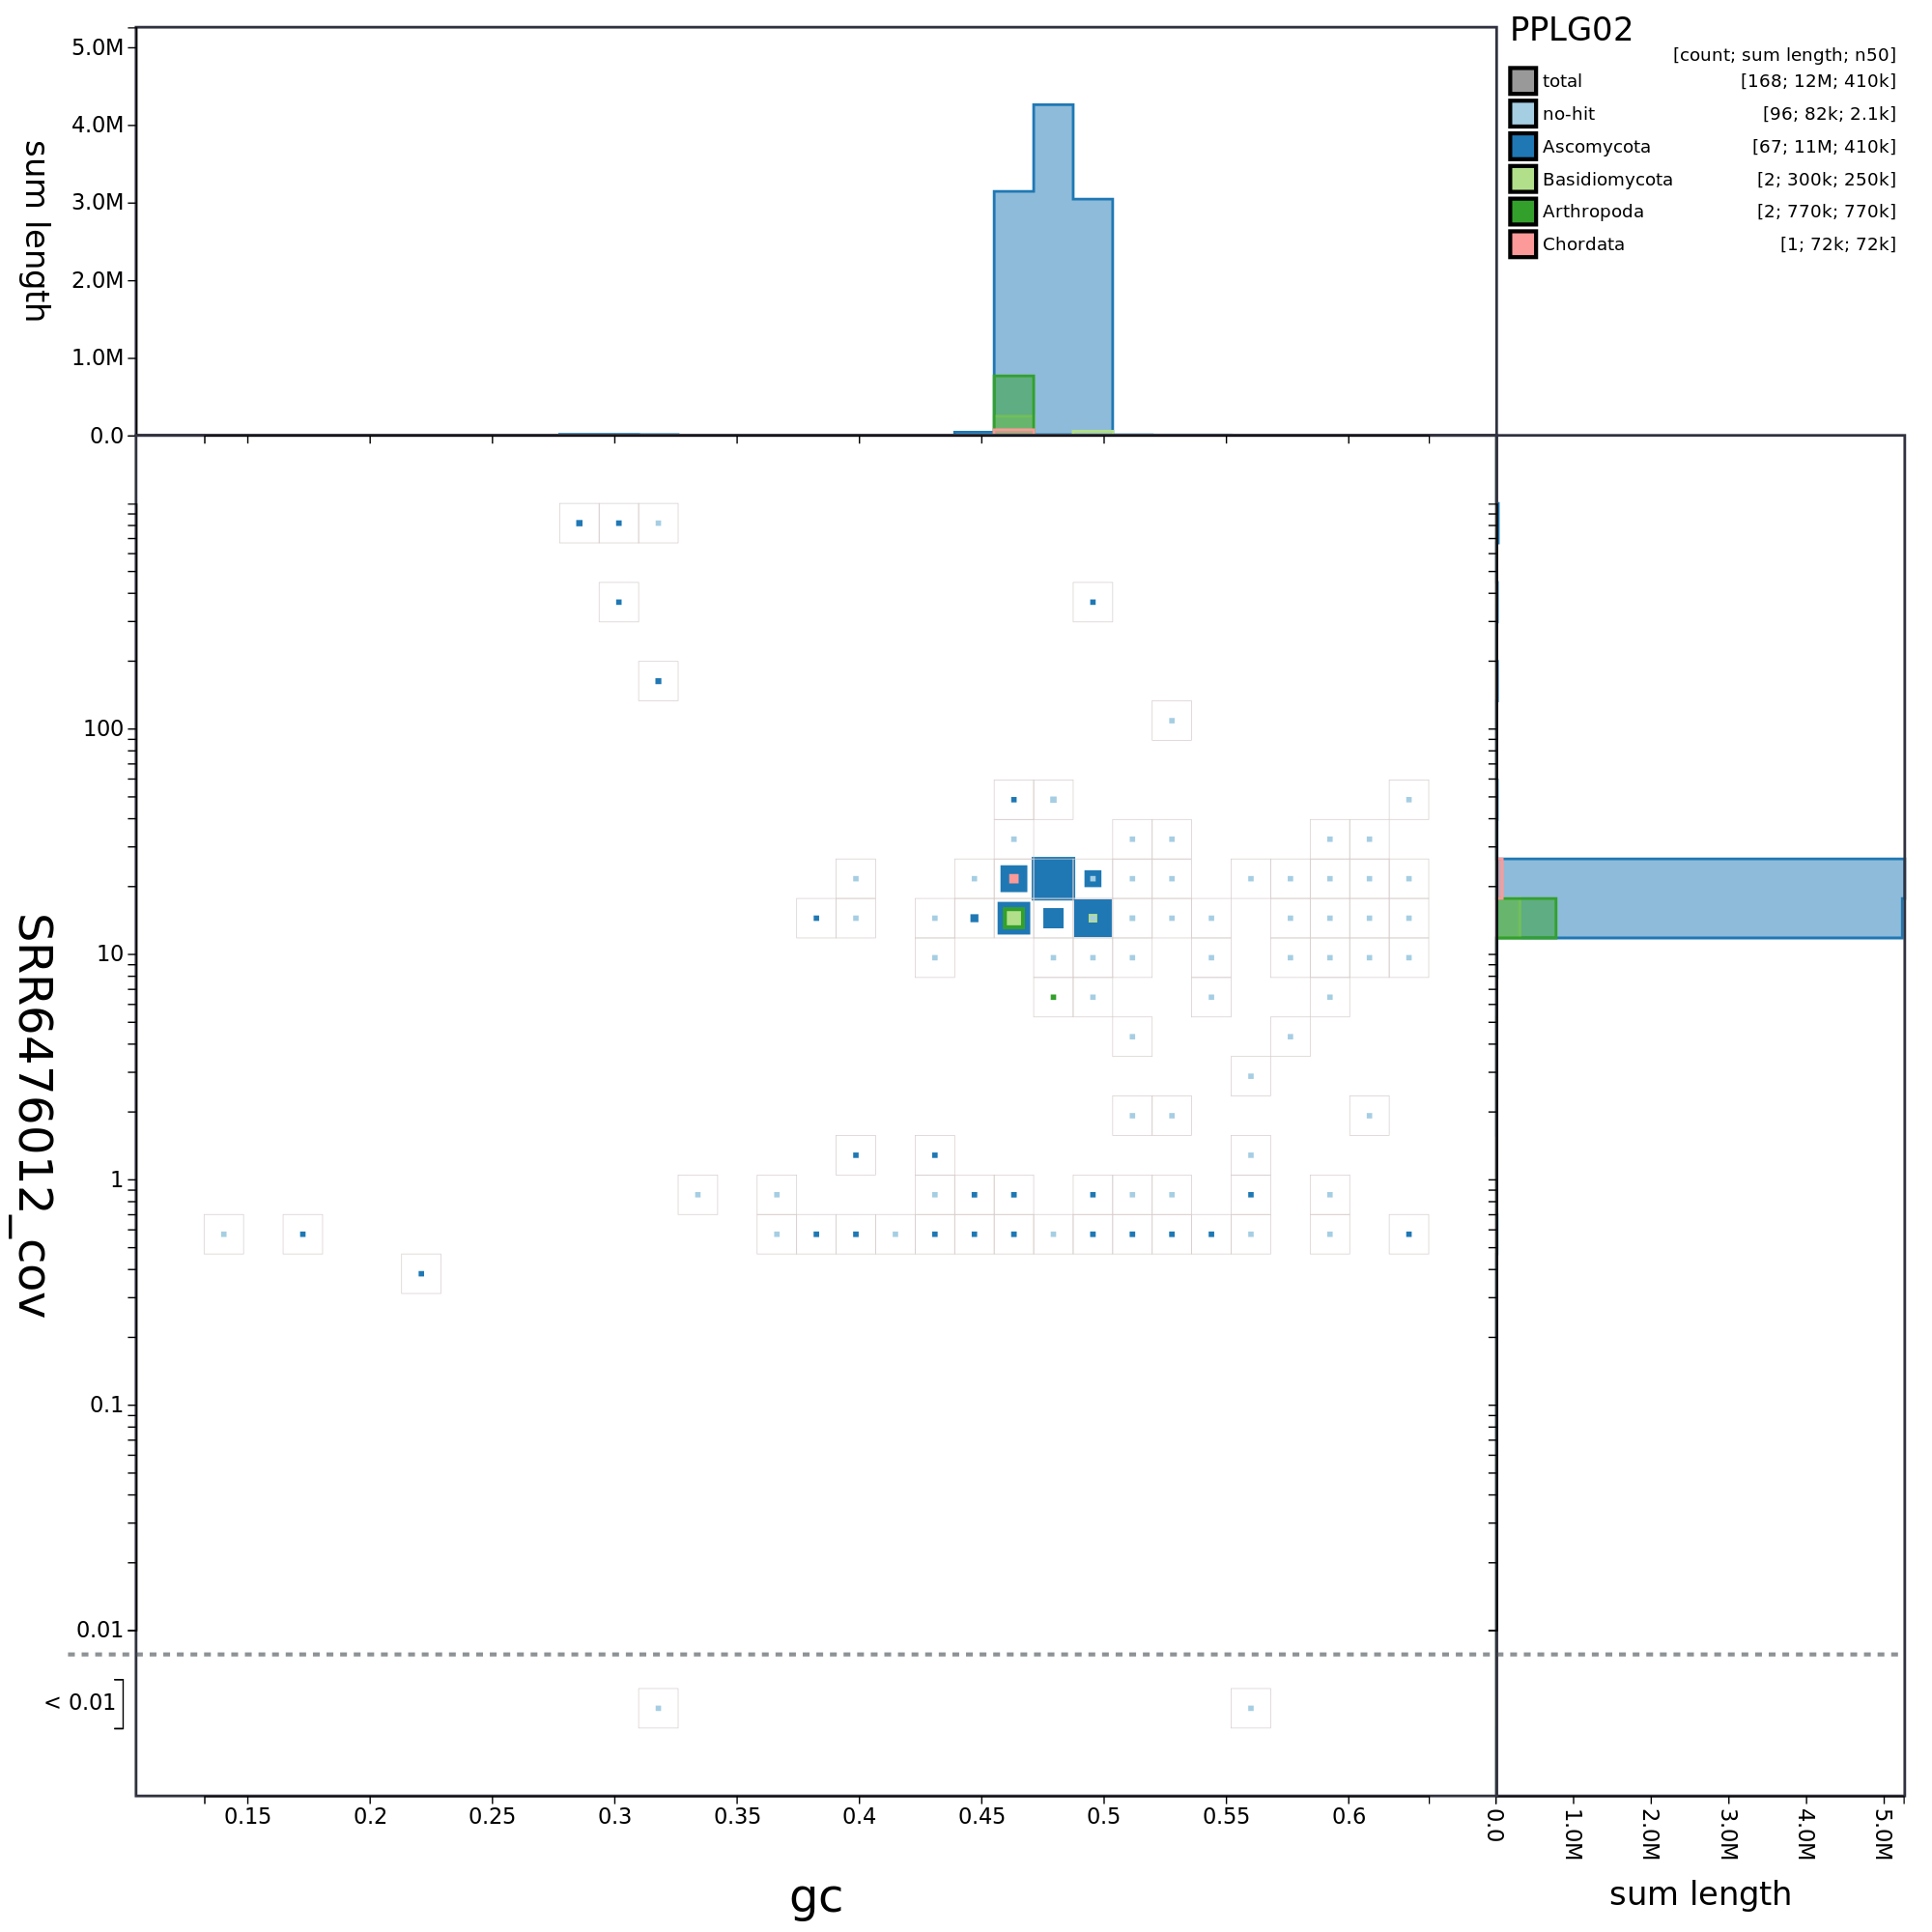 PPLG02
[count; sum length; n50]
total [168; 12M; 410k]
no-hit [96; 82k; 2.1k]
Ascomycota [67; 11M; 410k]
Basidiomycota [2; 300k; 250k]
Arthropoda [2; 770k; 770k]
Chordata [1; 72k; 72k]
sum length
5.0M
4.0M
3.0M
2.0M
1.0M
0.0
SRR6476012_cov
100
10
1
0.1
0.01
< 0.01
0.15 0.2 0.25 0.3 0.35 0.4 0.45 0.5 0.55 0.6
gc
0.0 1.0M 2.0M 3.0M 4.0M 5.0M
sum length